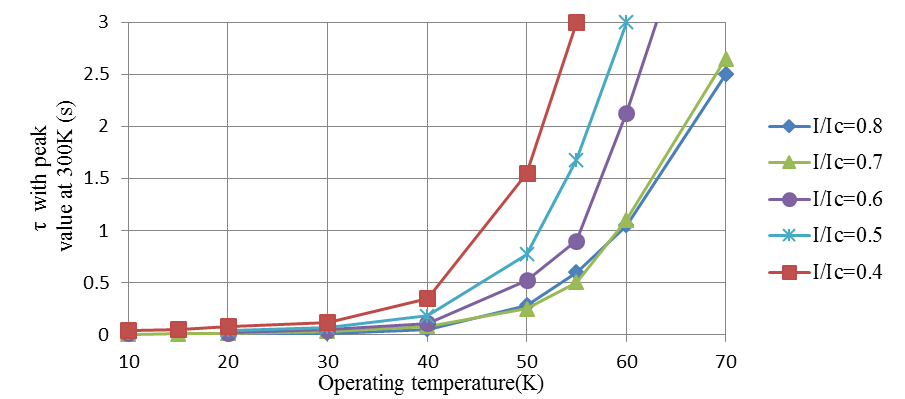 3
2.5
2
1.5
1
0.5
0
τ with peak
value at 300K (s)
10 15 20 30 40 50 55 60 70
Operating temperature(K)
I/Ic=0.8
I/Ic=0.7
I/Ic=0.6
I/Ic=0.5
I/Ic=0.4